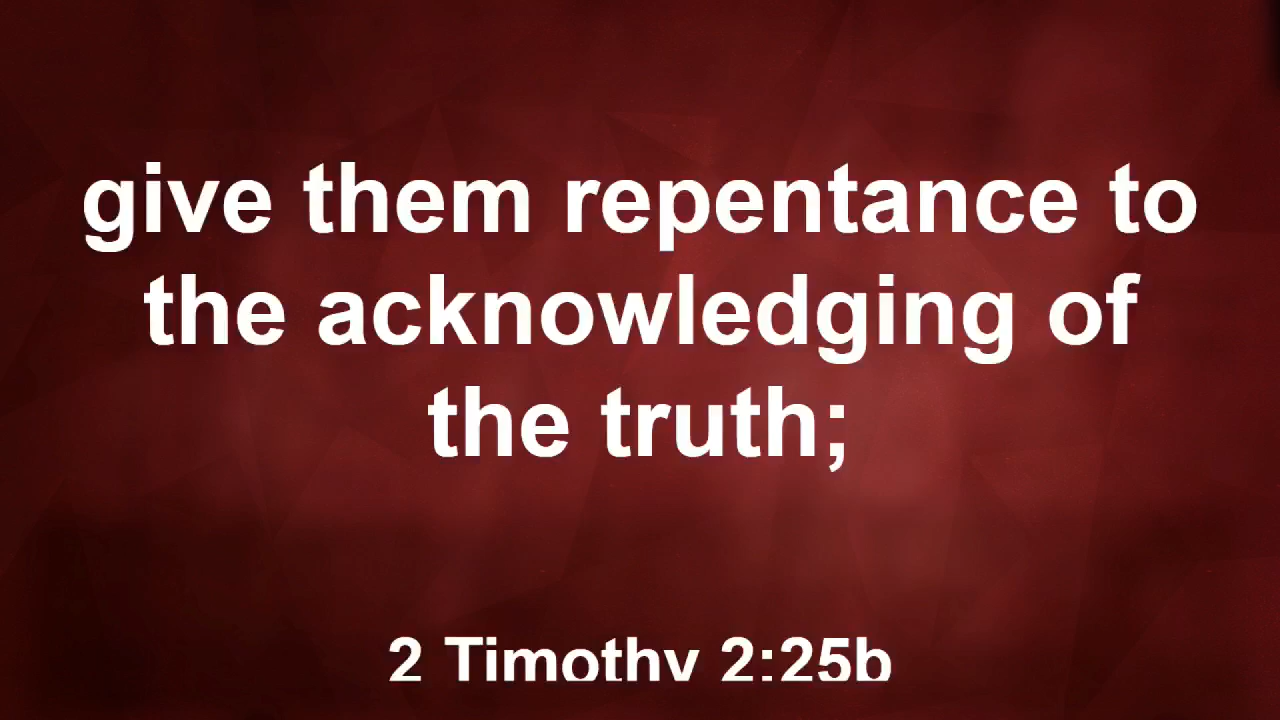 give them repentance to
the acknowledging of
the truth;
2 Timothy 2:25b